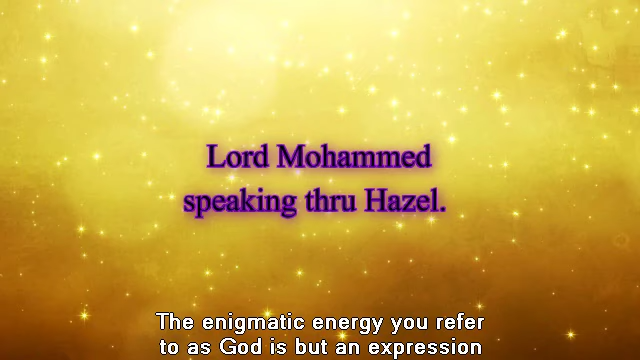 Lord Mohammed
speaking thru Hazel.
The enigmatic energy you refer
to as God is but an expression